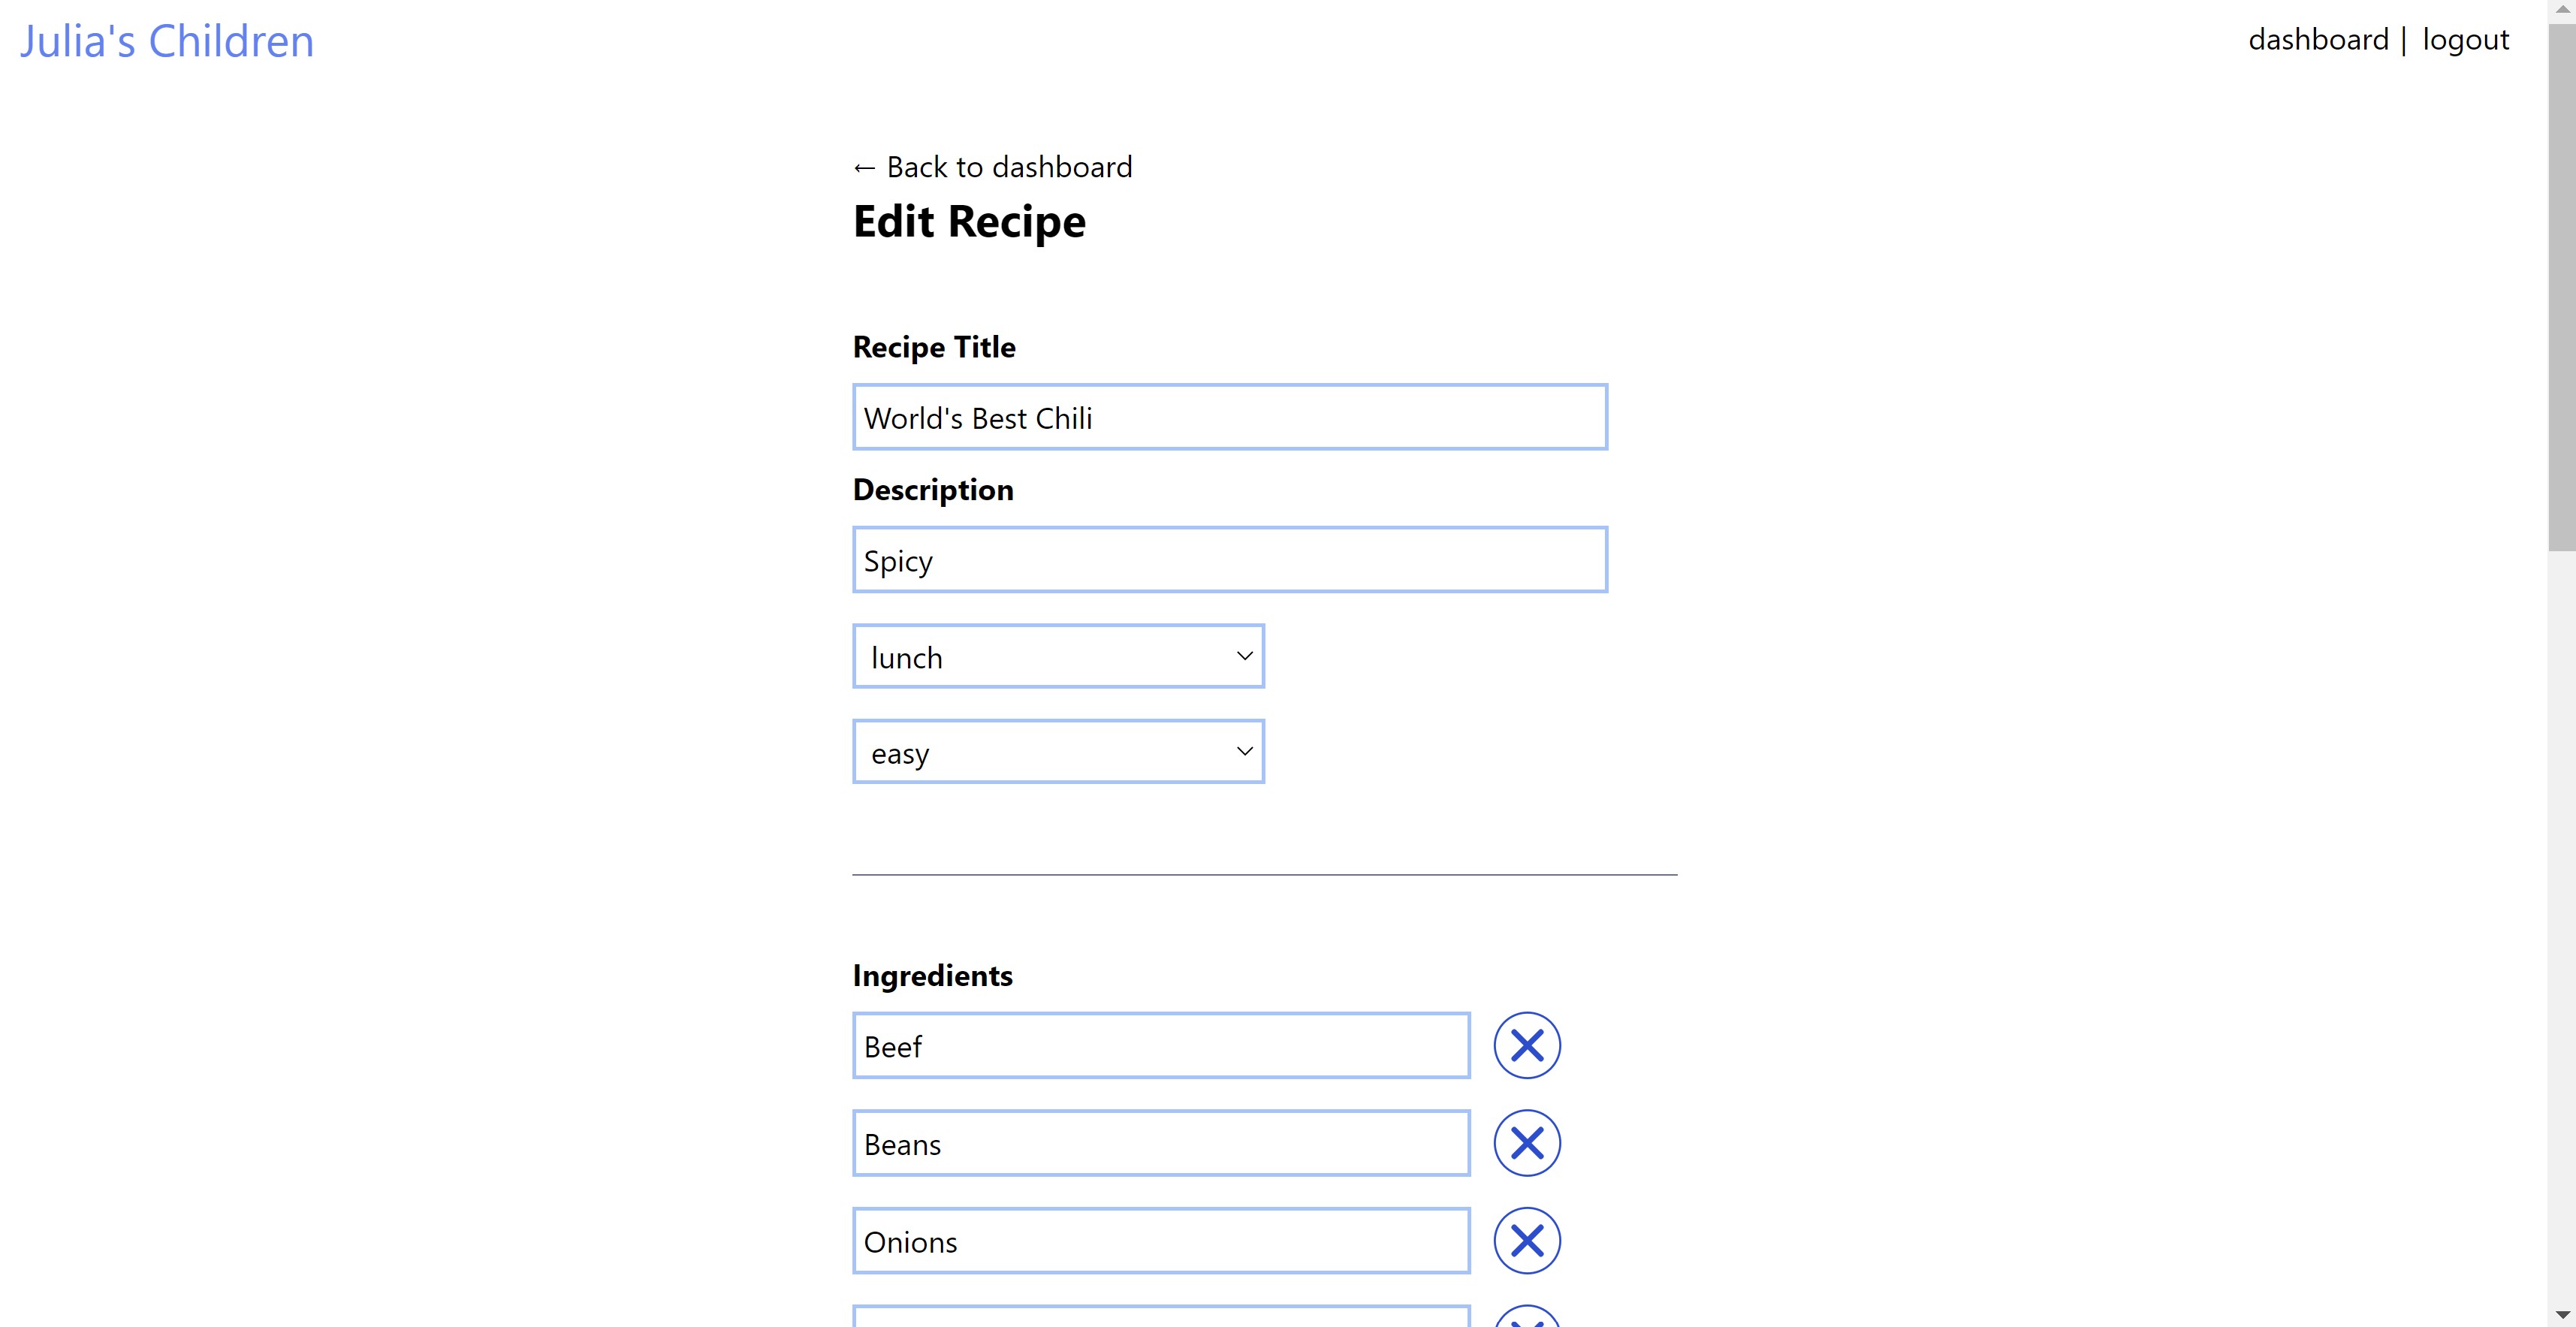 Julia's Children
dashboard | logout
← Back to dashboard
Edit Recipe
Recipe Title
World's Best Chili
Description
Spicy
lunch
easy
Ingredients
Beef
Beans
Onions